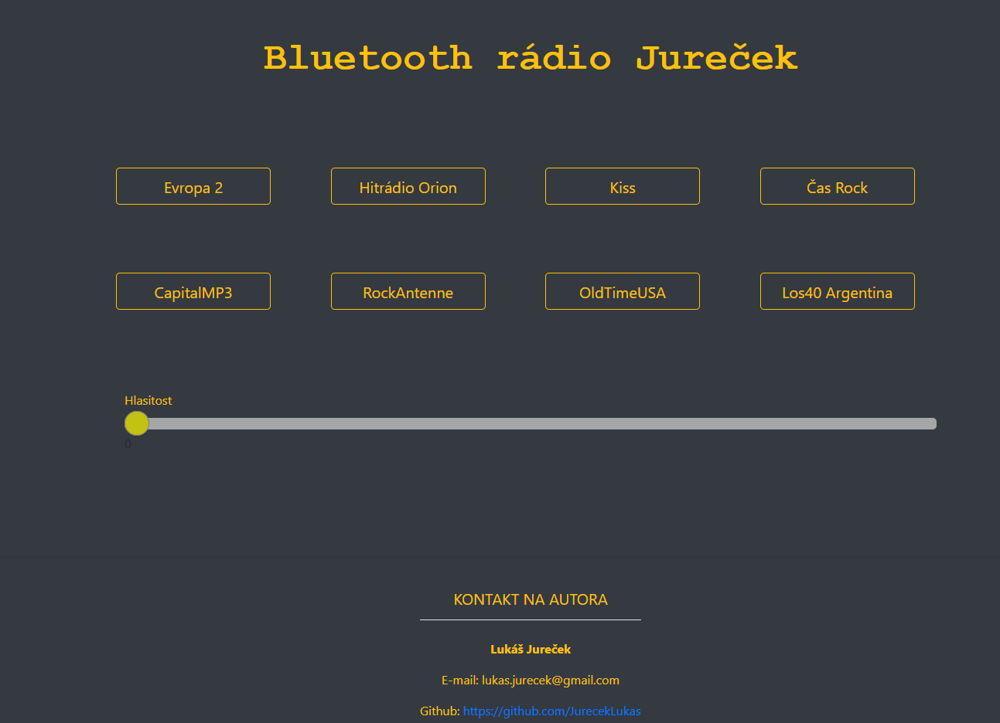 Bluetooth rádio Jureček
Evropa 2
Hitrádio Orion
Kiss
Čas Rock
CapitalMP3
RockAntenne
OldTimeUSA
Los40 Argentina
Hlasitost
0
KONTAKT NA AUTORA
Lukáš Jureček
E-mail: lukas.jurecek@gmail.com
Github: https://github.com/JurecekLukas